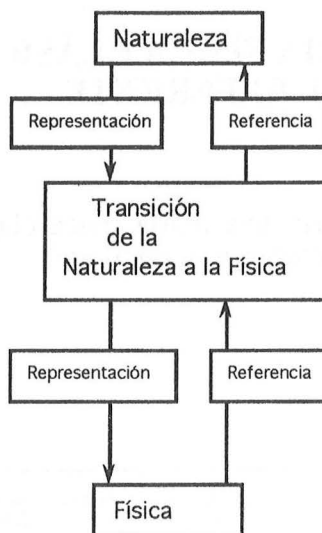 Naturaleza
Representación
Referencia
Transición
de la
Naturaleza a la Física
Representación
Referencia
Física